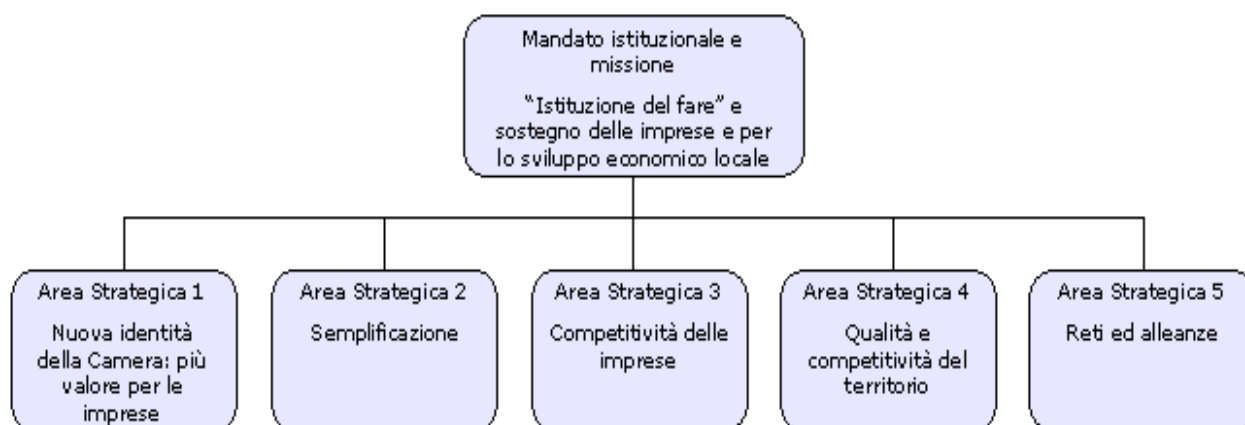 Mandato istituzionale e
missione
“Istituzione del fare” e
sostegno delle imprese e per
lo sviluppo economico locale
Area Strategica 1
Nuova identità
della Camera: più
valore per le
imprese
Area Strategica 2
Semplificazione
Area Strategica 3
Competitività delle
imprese
Area Strategica 4
Qualità e
competitività del
territorio
Area Strategica 5
Reti ed alleanze